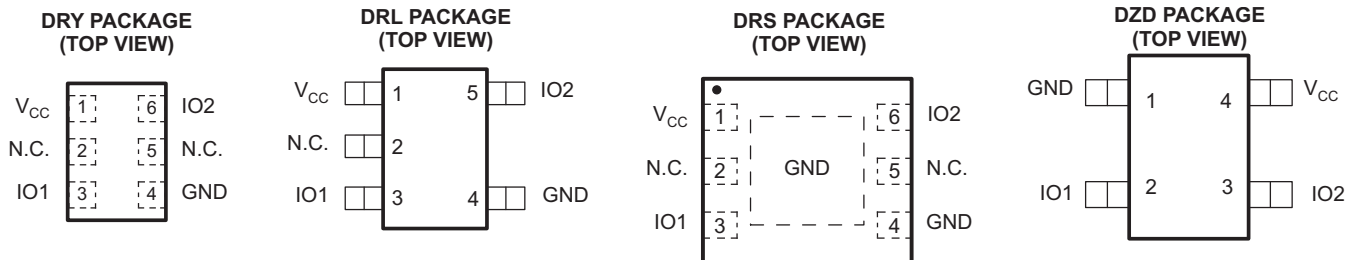 DRY PACKAGE
(TOP VIEW)
VCC 1 6 IO2
N.C. 2 5 N.C.
IO1 3 4 GND
DRL PACKAGE
(TOP VIEW)
VCC 1 5 IO2
N.C. 2
IO1 3 4 GND
DRS PACKAGE
(TOP VIEW)
VCC 1 6 IO2
N.C. 2 GND 5 N.C.
IO1 3 4 GND
DZD PACKAGE
(TOP VIEW)
GND 1 4 VCC
IO1 2 3 IO2